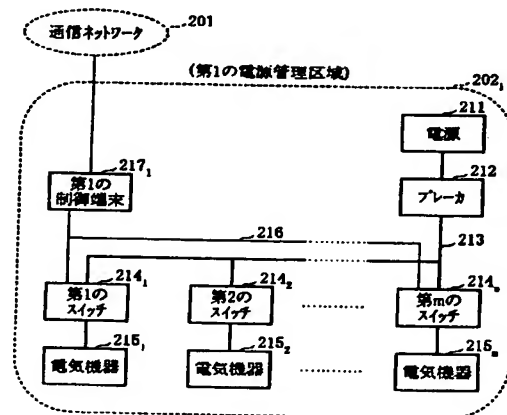 通信ネットワーク
201
(第1の電源管理区域)
202₁
211
電源
217₁
第1の
制御端末
212
ブレーカ
216
213
214₁
第1の
スイッチ
214₂
第2の
スイッチ
214ₘ
第mの
スイッチ
215₁
電気機器
215₂
電気機器
215ₘ
電気機器